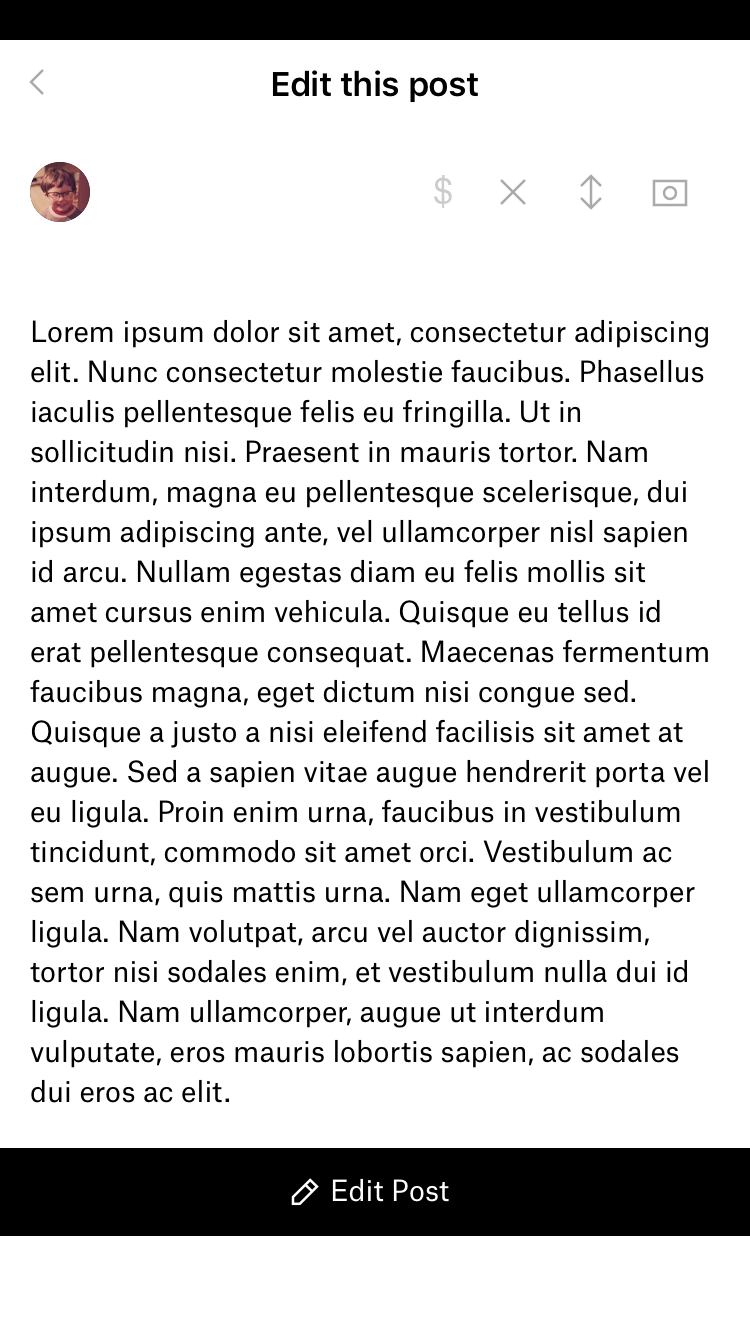 Edit this post
$
Lorem ipsum dolor sit amet, consectetur adipiscing
elit. Nunc consectetur molestie faucibus. Phasellus
iaculis pellentesque felis eu fringilla. Ut in
sollicitudin nisi. Praesent in mauris tortor. Nam
interdum, magna eu pellentesque scelerisque, dui
ipsum adipiscing ante, vel ullamcorper nisl sapien
id arcu. Nullam egestas diam eu felis mollis sit
amet cursus enim vehicula. Quisque eu tellus id
erat pellentesque consequat. Maecenas fermentum
faucibus magna, eget dictum nisi congue sed.
Quisque a justo a nisi eleifend facilisis sit amet at
augue. Sed a sapien vitae augue hendrerit porta vel
eu ligula. Proin enim urna, faucibus in vestibulum
tincidunt, commodo sit amet orci. Vestibulum ac
sem urna, quis mattis urna. Nam eget ullamcorper
ligula. Nam volutpat, arcu vel auctor dignissim,
tortor nisi sodales enim, et vestibulum nulla dui id
ligula. Nam ullamcorper, augue ut interdum
vulputate, eros mauris lobortis sapien, ac sodales
dui eros ac elit.
Edit Post